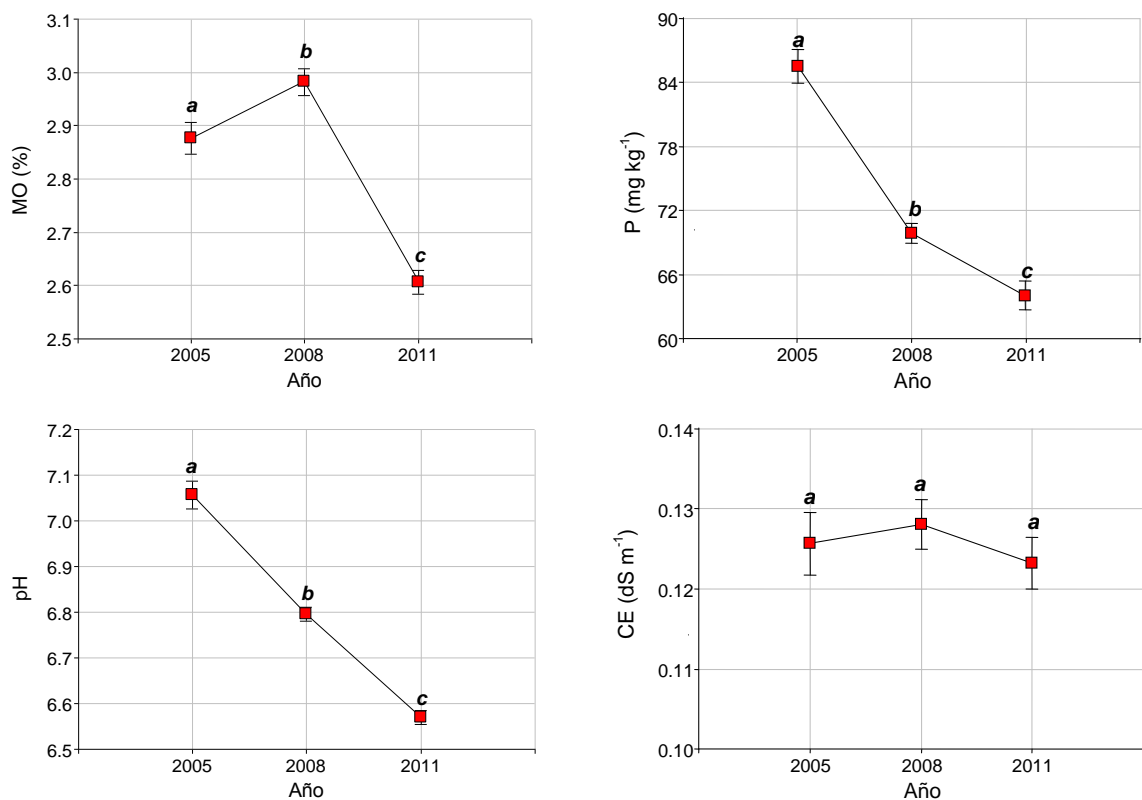 3.1
3.0
2.9
2.8
2.7
2.6
2.5
MO (%)
a
b
c
2005 2008 2011
Año
90
84
78
72
66
60
P (mg kg⁻¹)
a
b
c
2005 2008 2011
Año
7.2
7.1
7.0
6.9
6.8
6.7
6.6
6.5
pH
a
b
c
2005 2008 2011
Año
0.14
0.13
0.12
0.11
0.10
CE (dS m⁻¹)
a
a
a
2005 2008 2011
Año